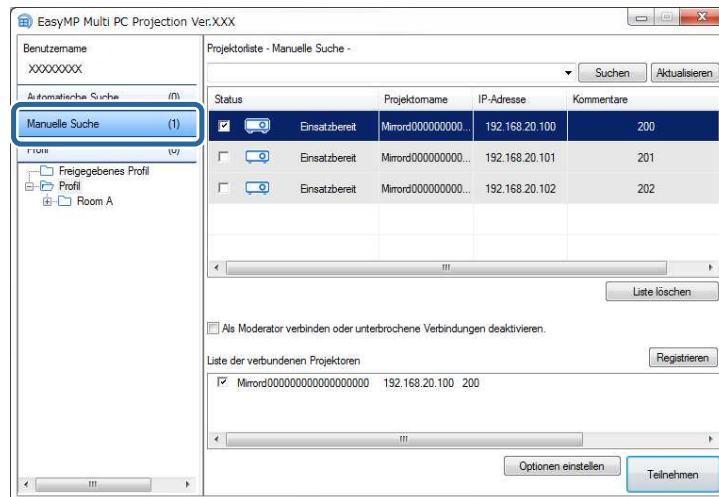 EasyMP Multi PC Projection Ver.XXX
Benutzername
XXXXXXXX
Automatische Suche (0)
Manuelle Suche (1)
Profil (0)
Freigegebenes Profil
Profil
Room A
Projektorliste - Manuelle Suche -
Suchen Aktualisieren
Status Projektorname IP-Adresse Kommentare
Einsatzbereit Mirrord000000000... 192.168.20.100 200
Einsatzbereit Mirrord000000000... 192.168.20.101 201
Einsatzbereit Mirrord000000000... 192.168.20.102 202
Liste löschen
Als Moderator verbinden oder unterbrochene Verbindungen deaktivieren.
Liste der verbundenen Projektoren Registrieren
Mirrord000000000000000000 192.168.20.100 200
Optionen einstellen Teilnehmen